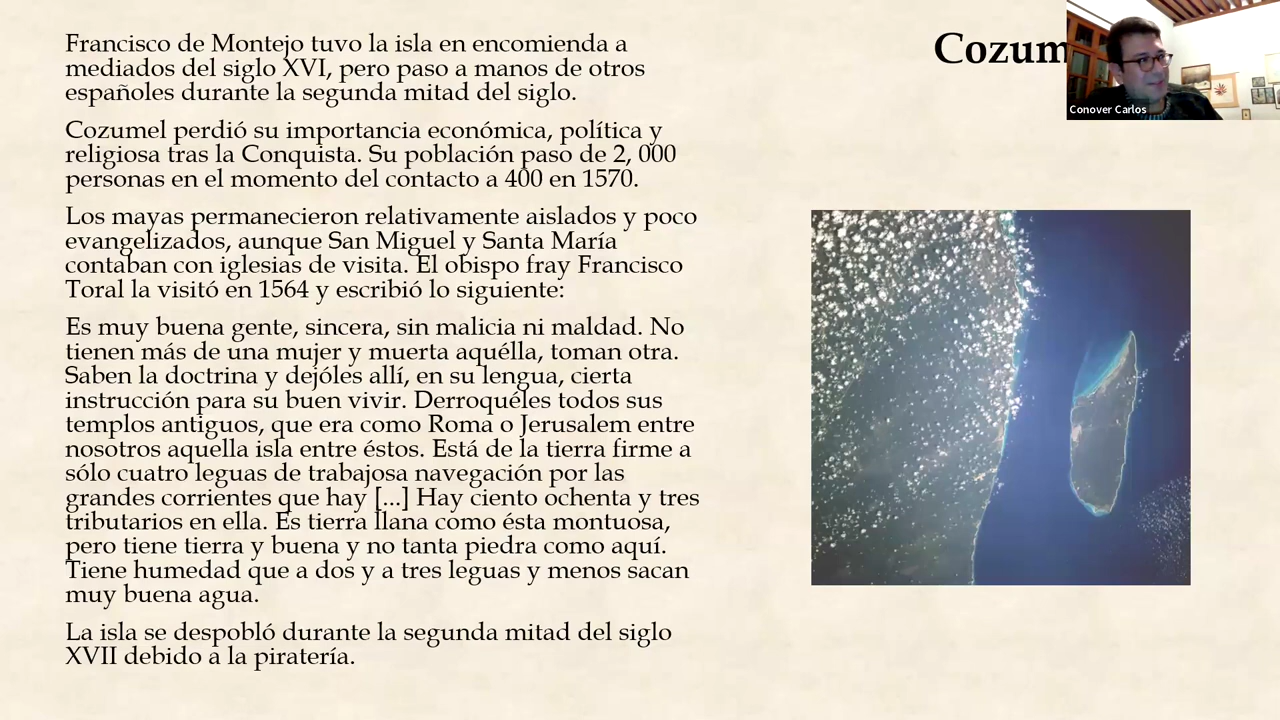 Francisco de Montejo tuvo la isla en encomienda a
mediados del siglo XVI, pero paso a manos de otros
españoles durante la segunda mitad del siglo.
Cozumel perdió su importancia económica, política y
religiosa tras la Conquista. Su población paso de 2, 000
personas en el momento del contacto a 400 en 1570.
Los mayas permanecieron relativamente aislados y poco
evangelizados, aunque San Miguel y Santa María
contaban con iglesias de visita. El obispo fray Francisco
Toral la visitó en 1564 y escribió lo siguiente:
Es muy buena gente, sincera, sin malicia ni maldad. No
tienen más de una mujer y muerta aquélla, toman otra.
Saben la doctrina y dejóles allí, en su lengua, cierta
instrucción para su buen vivir. Derroquéles todos sus
templos antiguos, que era como Roma o Jerusalem entre
nosotros aquella isla entre éstos. Está de la tierra firme a
sólo cuatro leguas de trabajosa navegación por las
grandes corrientes que hay [...] Hay ciento ochenta y tres
tributarios en ella. Es tierra llana como ésta montuosa,
pero tiene tierra y buena y no tanta piedra como aquí.
Tiene humedad que a dos y a tres leguas y menos sacan
muy buena agua.
La isla se despobló durante la segunda mitad del siglo
XVII debido a la piratería.
Cozum
Conover Carlos